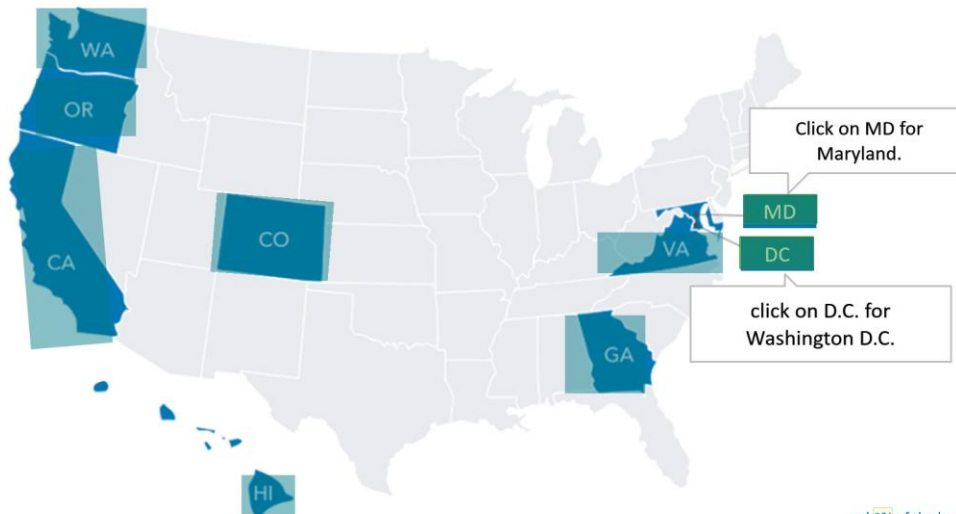 WA
OR
Click on MD for
Maryland.
MD
CO
VA
DC
CA
click on D.C. for
Washington D.C.
GA
HI